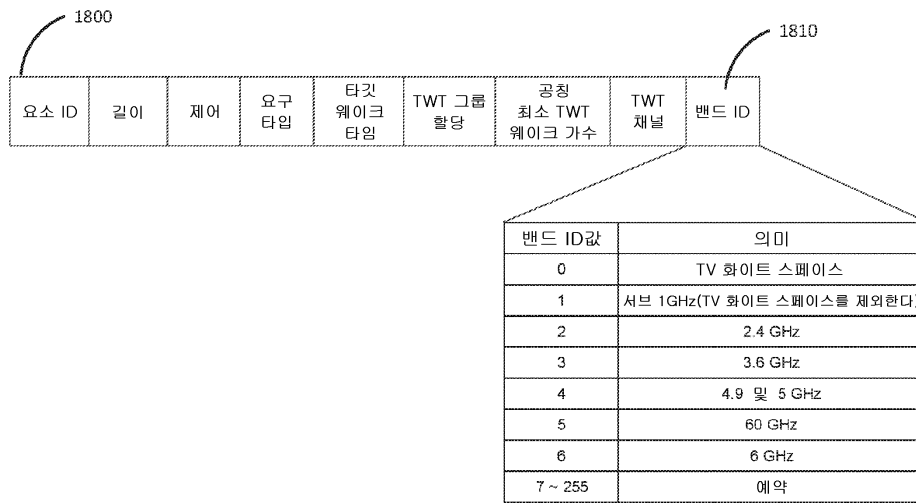 1800
1810
요소 ID
길이
제어
요구
타입
타깃
웨이크
타임
TWT 그룹
할당
공칭
최소 TWT
웨이크 가수
TWT
채널
밴드 ID
밴드 ID값 의미
0 TV 화이트 스페이스
1 서브 1GHz(TV 화이트 스페이스를 제외한다)
2 2.4 GHz
3 3.6 GHz
4 4.9 및 5 GHz
5 60 GHz
6 6 GHz
7 ~ 255 예약